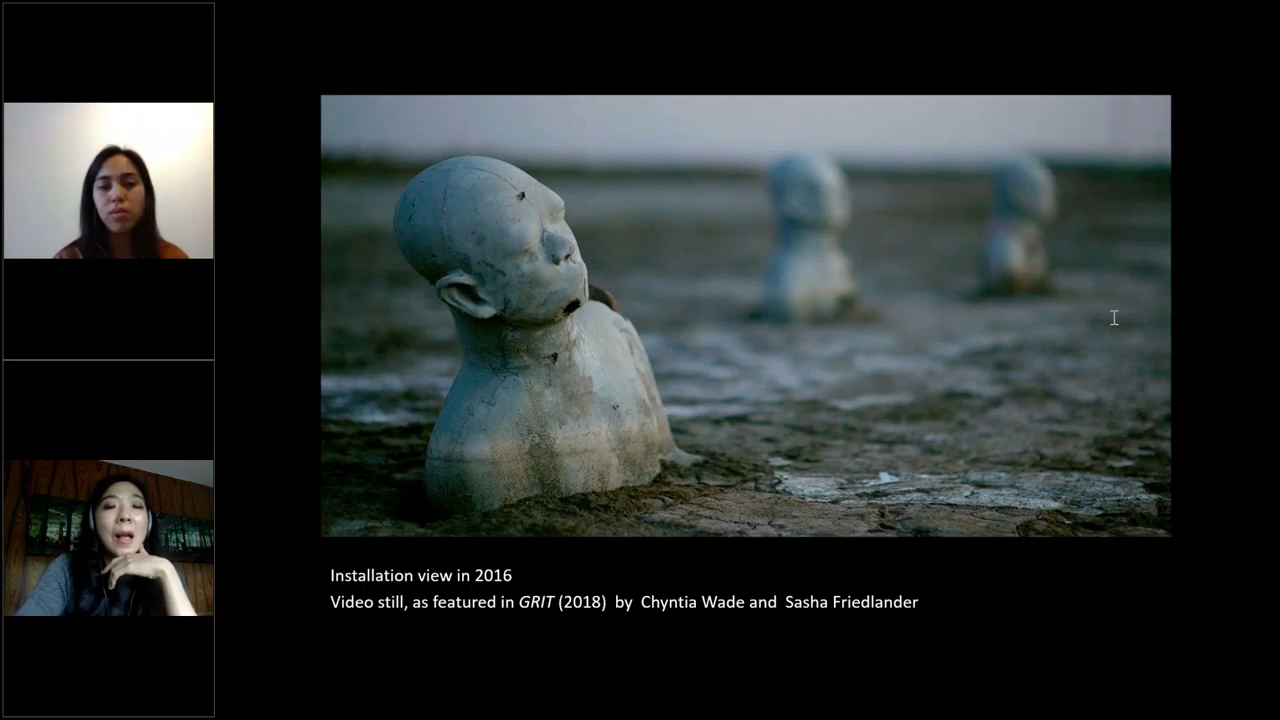 Installation view in 2016
Video still, as featured in GRIT (2018) by Chyntia Wade and Sasha Friedlander